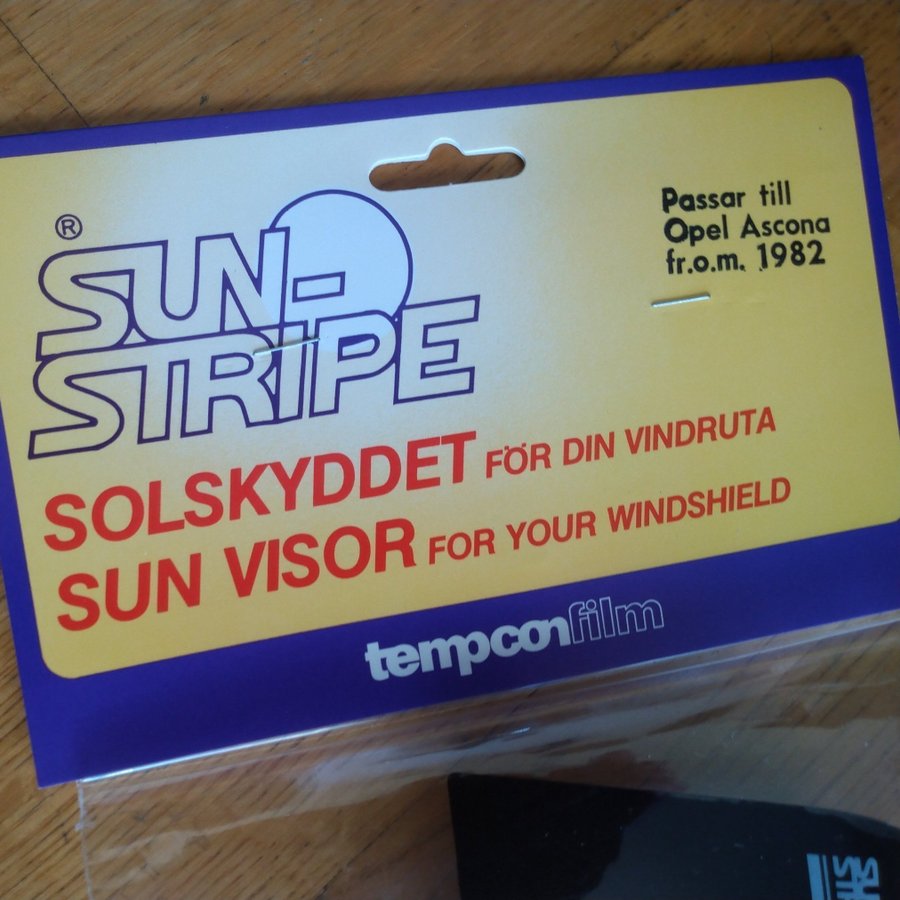 ®
SUN-
STRIPE
Passar till
Opel Ascona
fr.o.m. 1982
SOLSKYDDET FÖR DIN VINDRUTA
SUN VISOR FOR YOUR WINDSHIELD
tempconfilm